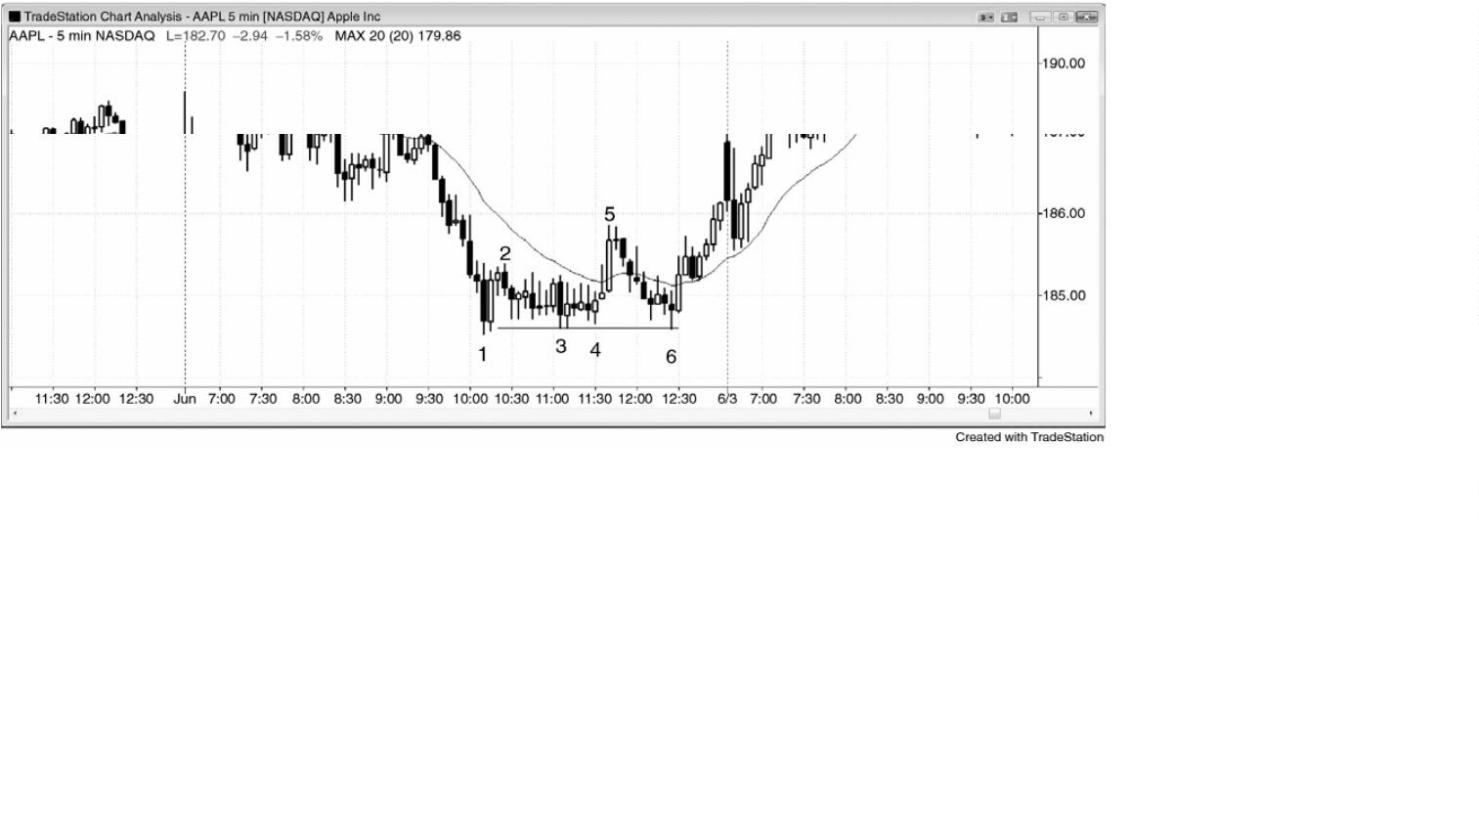 TradeStation Chart Analysis - AAPL 5 min [NASDAQ] Apple Inc
AAPL - 5 min NASDAQ L=182.70 −2.94 −1.58% MAX 20 (20) 179.86
190.00
186.00
5
2
185.00
1
3
4
6
11:30 12:00 12:30 Jun 7:00 7:30 8:00 8:30 9:00 9:30 10:00 10:30 11:00 11:30 12:00 12:30 6/3 7:00 7:30 8:00 8:30 9:00 9:30 10:00
Created with TradeStation